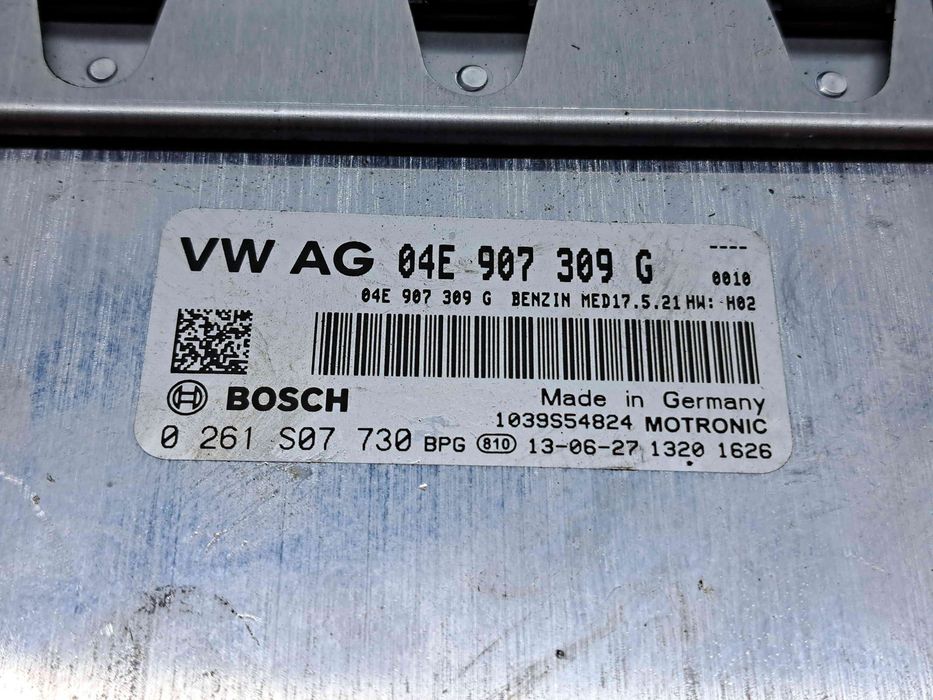 VW AG 04E 907 309 G ----
0010
04E 907 309 G BENZIN MED17.5.21 HW: H02
BOSCH Made in Germany
1039S54824 MOTRONIC
0 261 S07 730 BPG 810 13-06-27 1320 1626